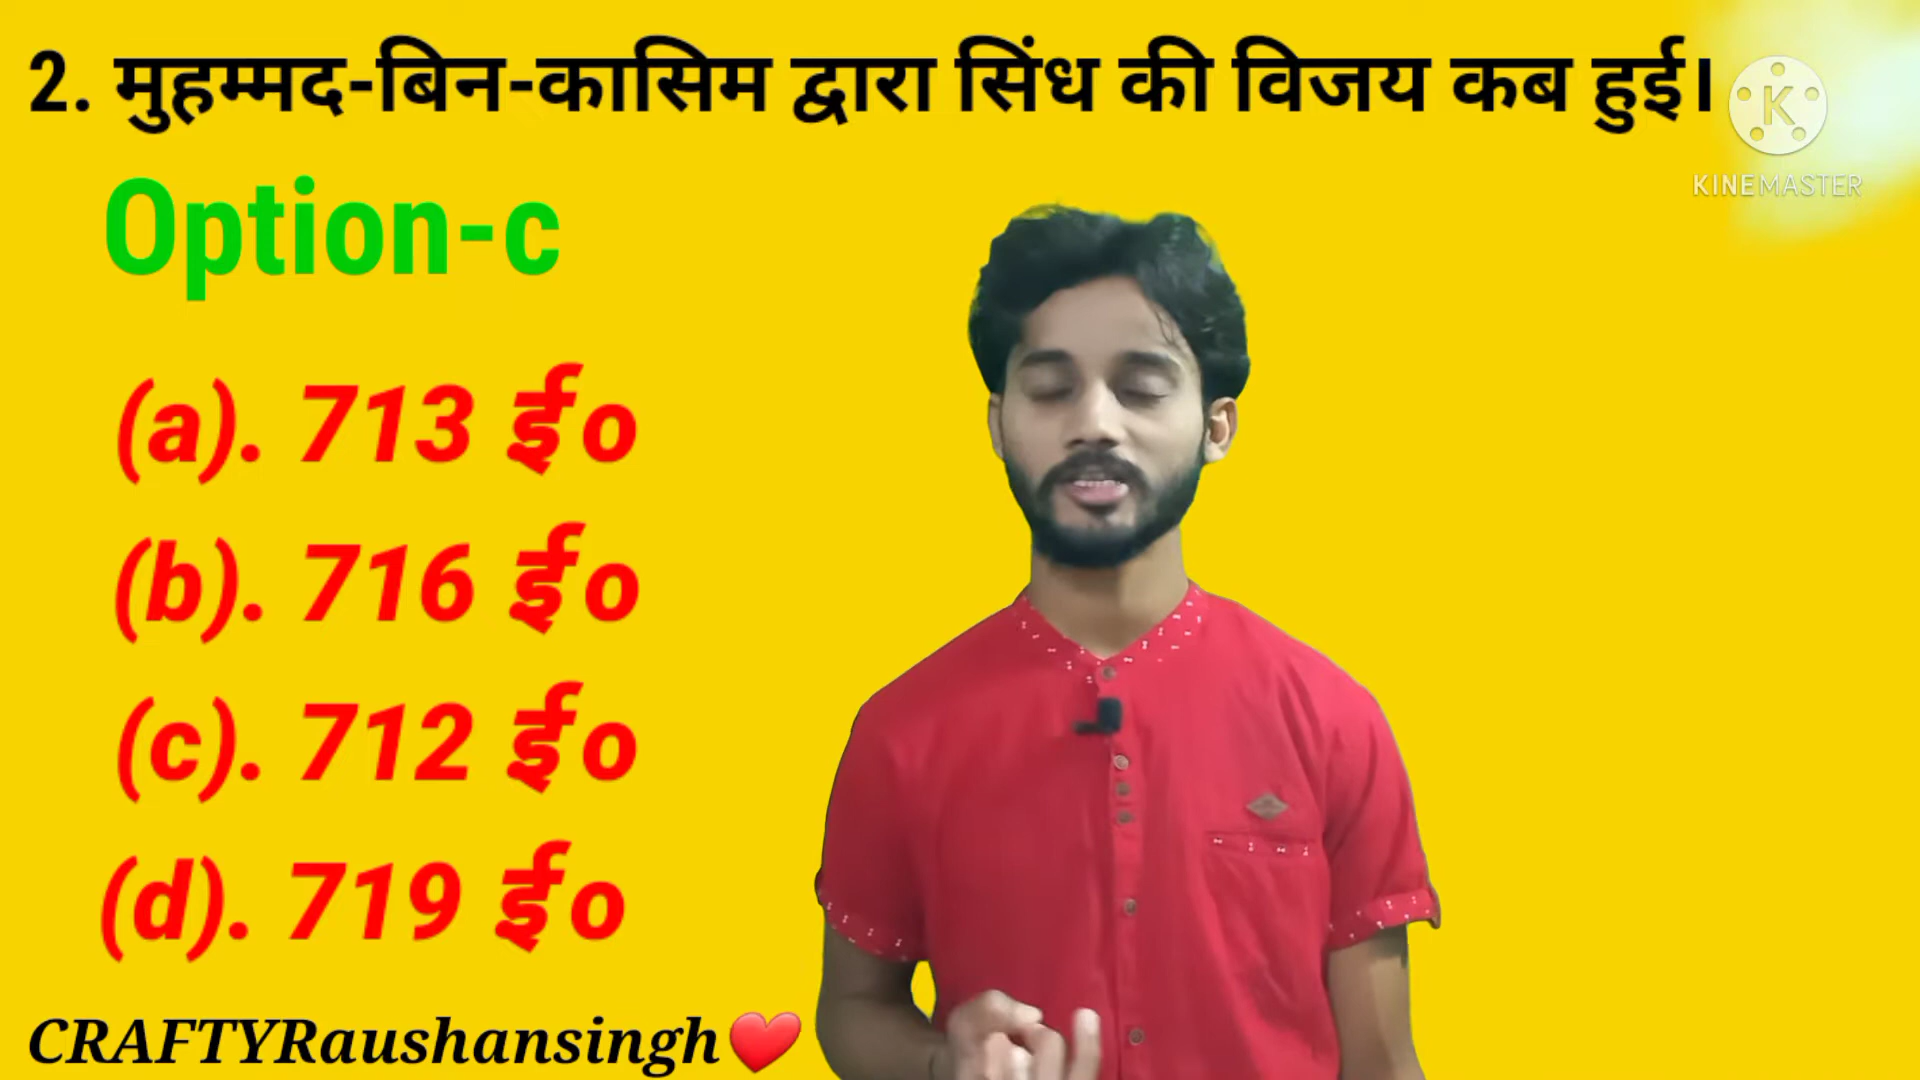 2. मुहम्मद-बिन-कासिम द्वारा सिंध की विजय कब हुई।
K
KINEMASTER
Option-c
(a). 713 ई०
(b). 716 ई०
(c). 712 ई०
(d). 719 ई०
CRAFTYRaushansingh❤️